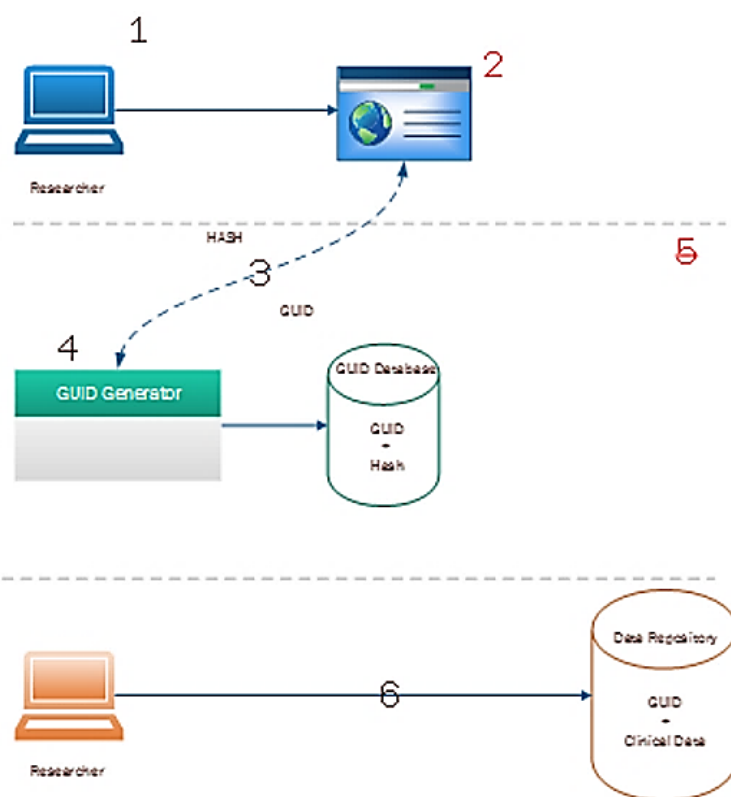 1
2
Researcher
HASH
3
5
GUID
4
GUID Generator
GUID Database
GUID
+
Hash
Data Repository
6
GUID
+
Clinical Data
Researcher